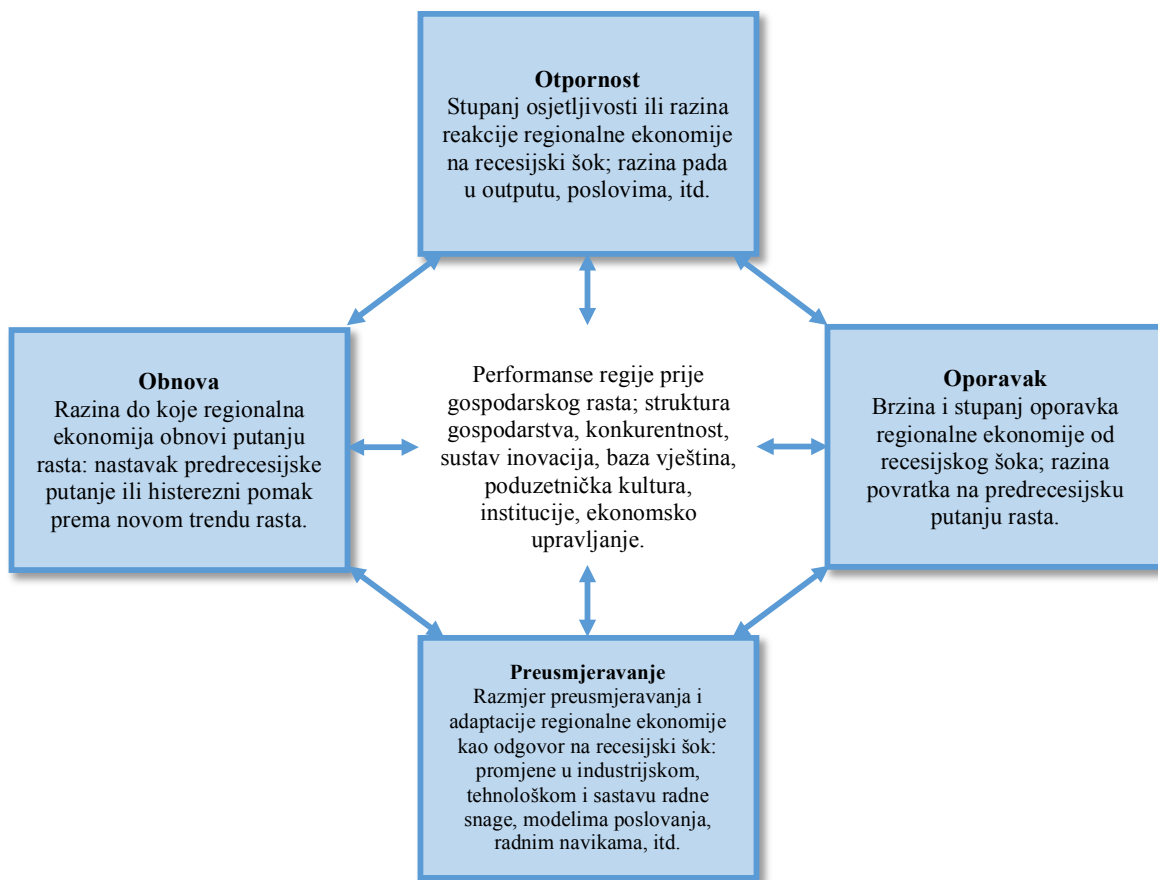 Otpornost
Stupanj osjetljivosti ili razina
reakcije regionalne ekonomije
na recesijski šok; razina pada
u outputu, poslovima, itd.
Obnova
Razina do koje regionalna
ekonomija obnovi putanju
rasta: nastavak predrecesijske
putanje ili histerezni pomak
prema novom trendu rasta.
Performanse regije prije
gospodarskog rasta; struktura
gospodarstva, konkurentnost,
sustav inovacija, baza vještina,
poduzetnička kultura,
institucije, ekonomsko
upravljanje.
Oporavak
Brzina i stupanj oporavka
regionalne ekonomije od
recesijskog šoka; razina
povratka na predrecesijsku
putanju rasta.
Preusmjeravanje
Razmjer preusmjeravanja i
adaptacije regionalne ekonomije
kao odgovor na recesijski šok:
promjene u industrijskom,
tehnološkom i sastavu radne
snage, modelima poslovanja,
radnim navikama, itd.